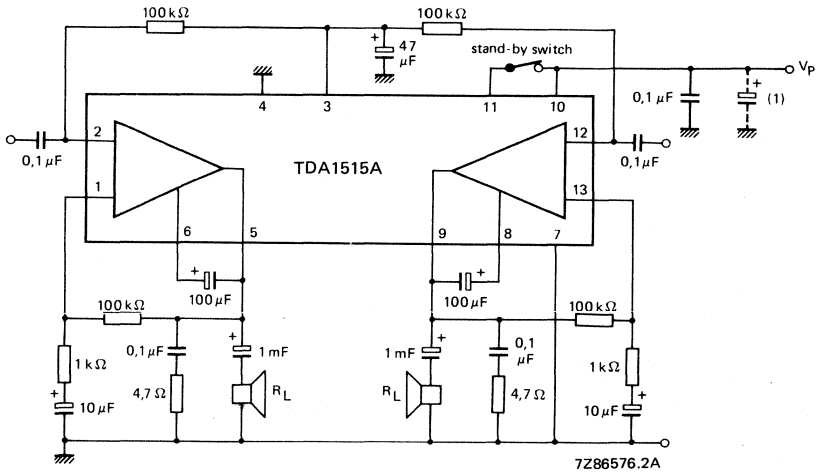 100 kΩ
100 kΩ
+
47
μF
stand-by switch
VP
4
3
11
10
0,1 μF
+
(1)
2
12
0,1 μF
TDA1515A
0,1 μF
1
13
6
5
9
8
7
+
100 μF
+
100 μF
100 kΩ
100 kΩ
0,1 μF
+
1 mF
1 mF
+
0,1
μF
1 kΩ
4,7 Ω
RL
RL
4,7 Ω
1 kΩ
+
10 μF
10 μF
+
7Z86576.2A